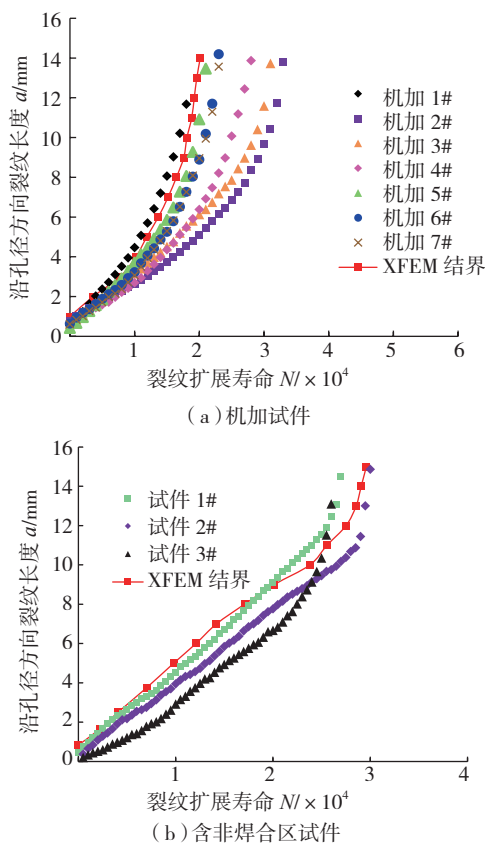 16
14
12
10
8
6
4
2
0
沿孔径方向裂纹长度 a/mm
机加 1#
机加 2#
机加 3#
机加 4#
机加 5#
机加 6#
机加 7#
XFEM 结界
1 2 3 4 5 6
裂纹扩展寿命 N/ × 10⁴
(a)机加试件
16
14
12
10
8
6
4
2
0
沿孔径方向裂纹长度 a/mm
试件 1#
试件 2#
试件 3#
XFEM 结界
1 2 3 4
裂纹扩展寿命 N/ × 10⁴
(b)含非焊合区试件